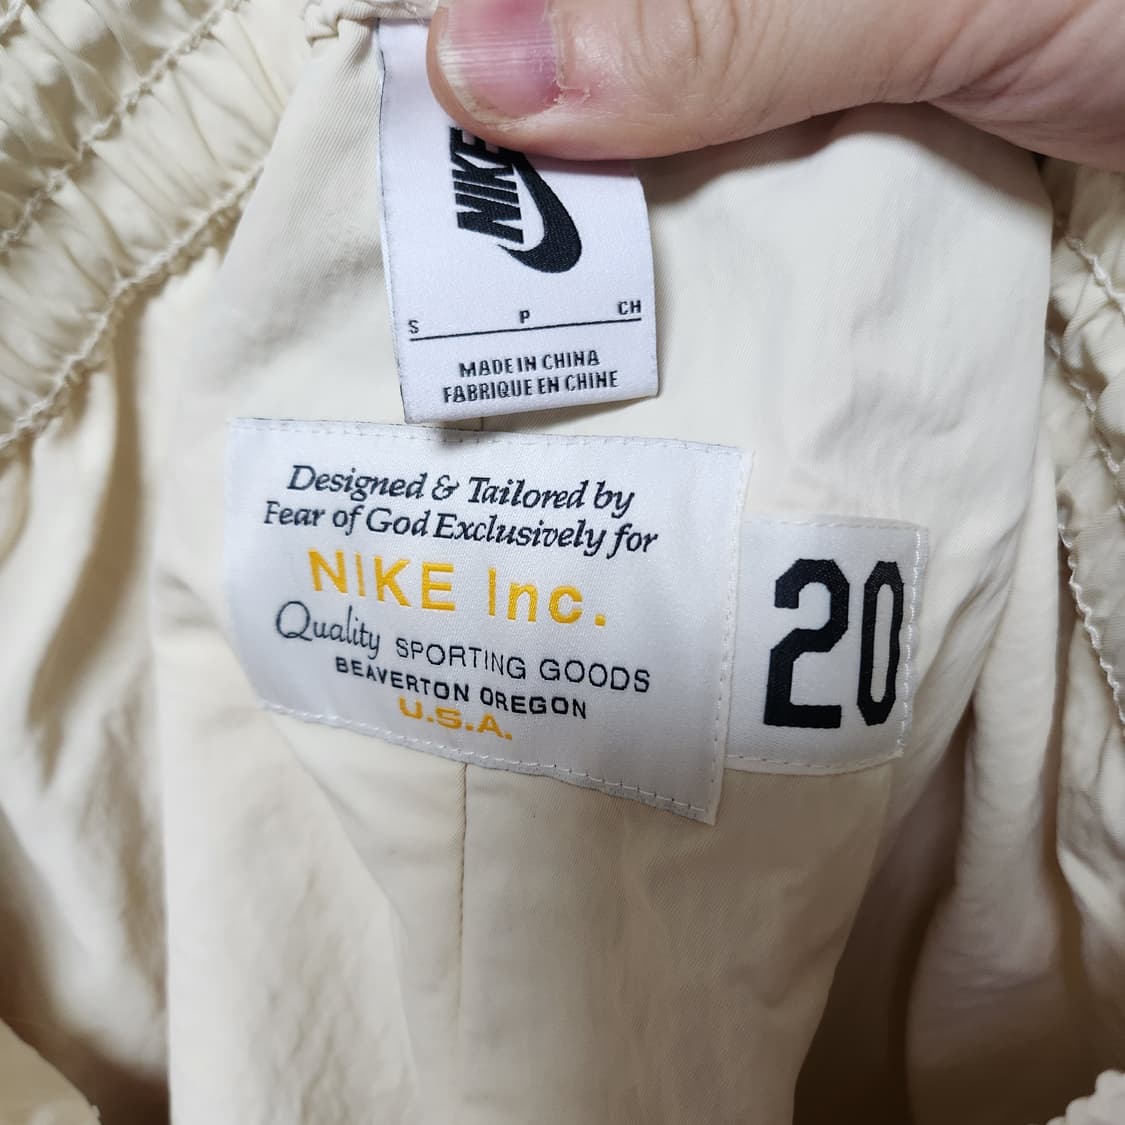 NIKE
S P CH
MADE IN CHINA
FABRIQUE EN CHINE
Designed & Tailored by
Fear of God Exclusively for
NIKE Inc.
Quality SPORTING GOODS
BEAVERTON OREGON
U.S.A.
20